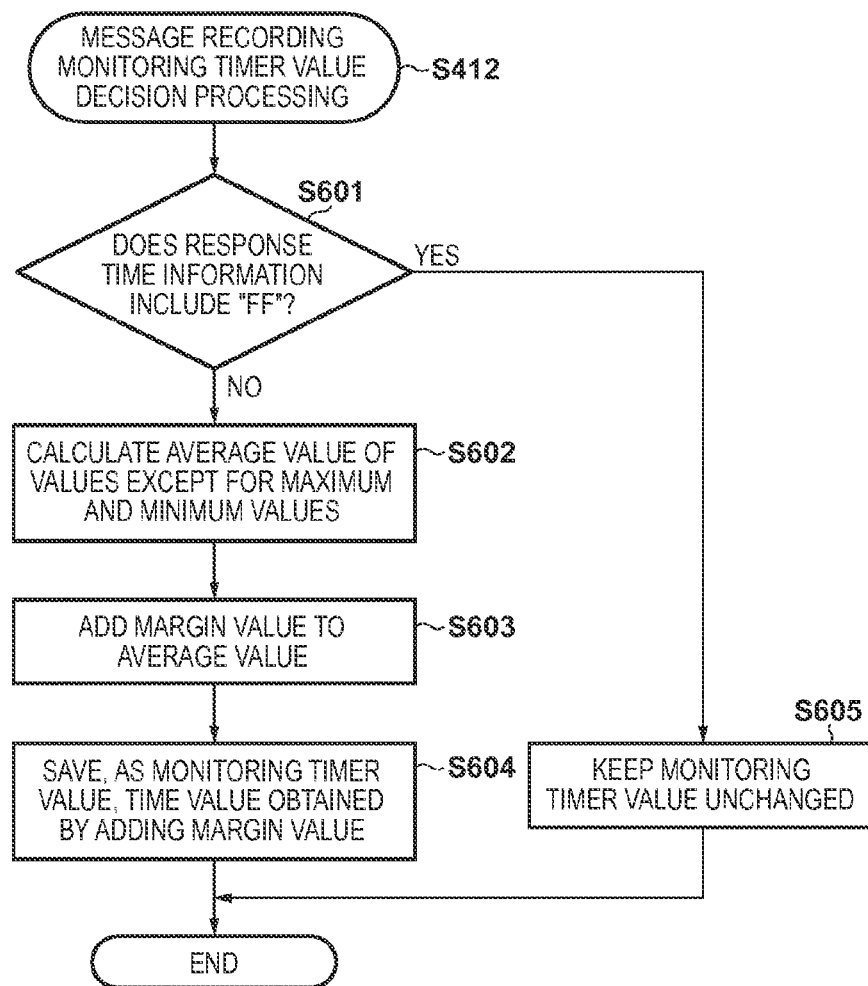 MESSAGE RECORDING
MONITORING TIMER VALUE
DECISION PROCESSING
S412
S601
DOES RESPONSE
TIME INFORMATION
INCLUDE "FF"?
YES
NO
CALCULATE AVERAGE VALUE OF
VALUES EXCEPT FOR MAXIMUM
AND MINIMUM VALUES
S602
ADD MARGIN VALUE TO
AVERAGE VALUE
S603
SAVE, AS MONITORING TIMER
VALUE, TIME VALUE OBTAINED
BY ADDING MARGIN VALUE
S604
S605
KEEP MONITORING
TIMER VALUE UNCHANGED
END